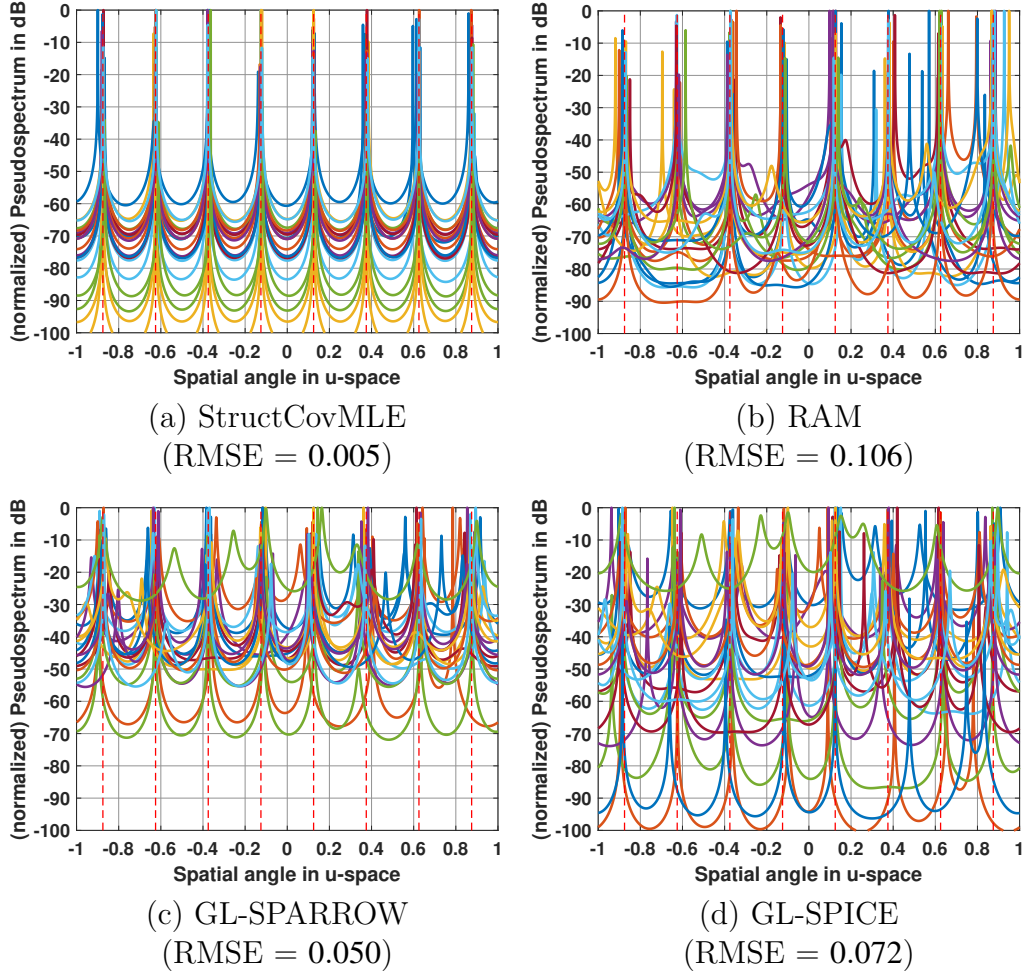 0
-10
-20
-30
-40
-50
-60
-70
-80
-90
-100
(normalized) Pseudospectrum in dB
-1 -0.8 -0.6 -0.4 -0.2 0 0.2 0.4 0.6 0.8 1
Spatial angle in u-space
(a) StructCovMLE
(RMSE = 0.005)
0
-10
-20
-30
-40
-50
-60
-70
-80
-90
-100
(normalized) Pseudospectrum in dB
-1 -0.8 -0.6 -0.4 -0.2 0 0.2 0.4 0.6 0.8 1
Spatial angle in u-space
(b) RAM
(RMSE = 0.106)
0
-10
-20
-30
-40
-50
-60
-70
-80
-90
-100
(normalized) Pseudospectrum in dB
-1 -0.8 -0.6 -0.4 -0.2 0 0.2 0.4 0.6 0.8 1
Spatial angle in u-space
(c) GL-SPARROW
(RMSE = 0.050)
0
-10
-20
-30
-40
-50
-60
-70
-80
-90
-100
(normalized) Pseudospectrum in dB
-1 -0.8 -0.6 -0.4 -0.2 0 0.2 0.4 0.6 0.8 1
Spatial angle in u-space
(d) GL-SPICE
(RMSE = 0.072)